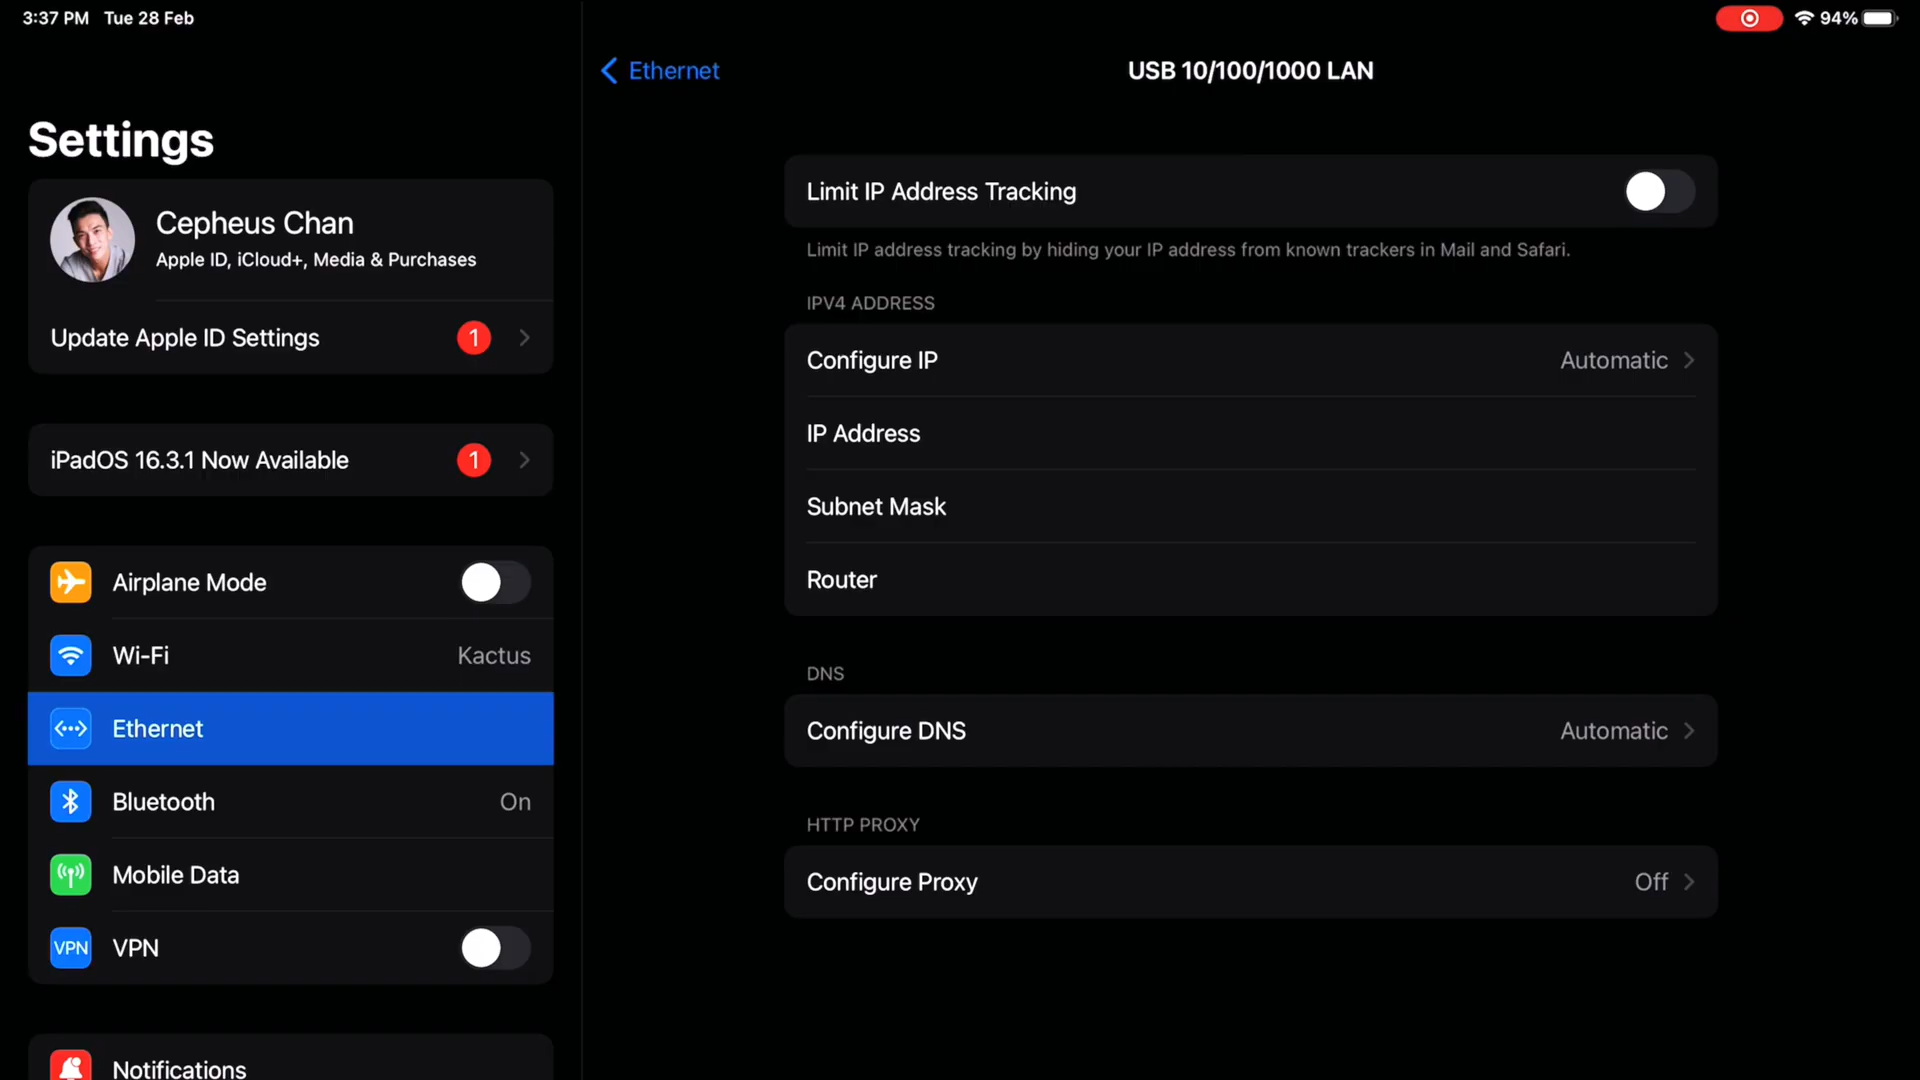 3:37 PM Tue 28 Feb
94%
Settings
Cepheus Chan
Apple ID, iCloud+, Media & Purchases
Update Apple ID Settings
1
iPadOS 16.3.1 Now Available
1
Airplane Mode
Wi-Fi
Kactus
Ethernet
Bluetooth
On
Mobile Data
VPN
VPN
Notifications
Ethernet
USB 10/100/1000 LAN
Limit IP Address Tracking
Limit IP address tracking by hiding your IP address from known trackers in Mail and Safari.
IPV4 ADDRESS
Configure IP
Automatic
IP Address
Subnet Mask
Router
DNS
Configure DNS
Automatic
HTTP PROXY
Configure Proxy
Off